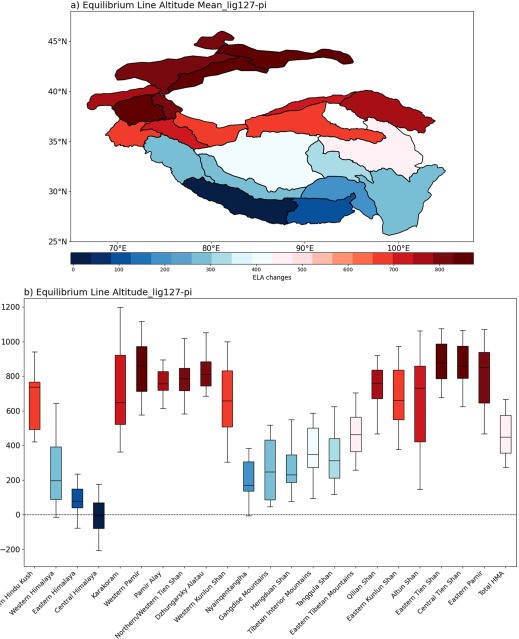 a) Equilibrium Line Altitude Mean_lig127-pi
45°N
40°N
35°N
30°N
25°N
70°E 80°E 90°E 100°E
0 100 200 300 400 500 600 700 800
ELA changes
b) Equilibrium Line Altitude_lig127-pi
1200
1000
800
600
400
200
0
−200
n Hindu Kush
Western Himalaya
Eastern Himalaya
Central Himalaya
Karakoram
Western Pamir
Pamir Alay
Northern/Western Tien Shan
Dzhungarsky Alatau
Western Kunlun Shan
Nyainqentanglha
Gangdise Mountains
Hengduan Shan
Tibetan Interior Mountains
Tanggula Shan
Eastern Tibetan Mountains
Qilian Shan
Eastern Kunlun Shan
Altun Shan
Eastern Tien Shan
Central Tien Shan
Eastern Pamir
Total HMA